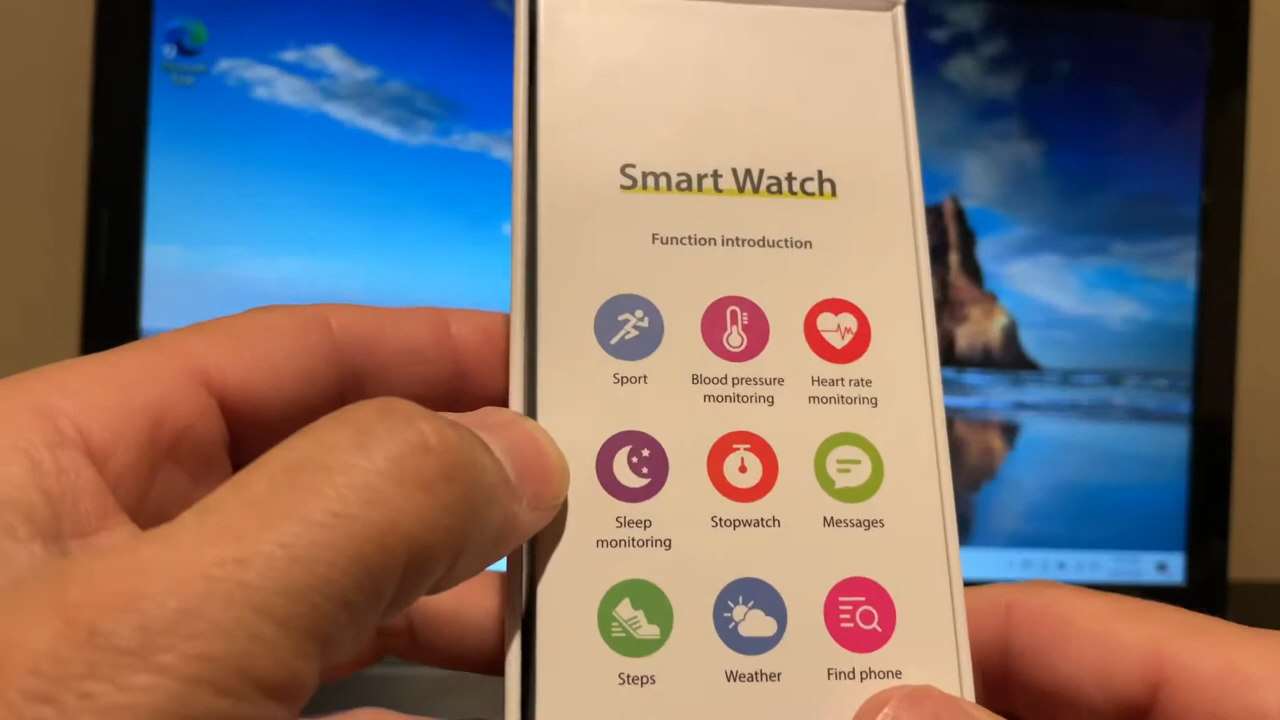 Smart Watch
Function introduction
Sport
Blood pressure
monitoring
Heart rate
monitoring
Sleep
monitoring
Stopwatch
Messages
Steps
Weather
Find phone